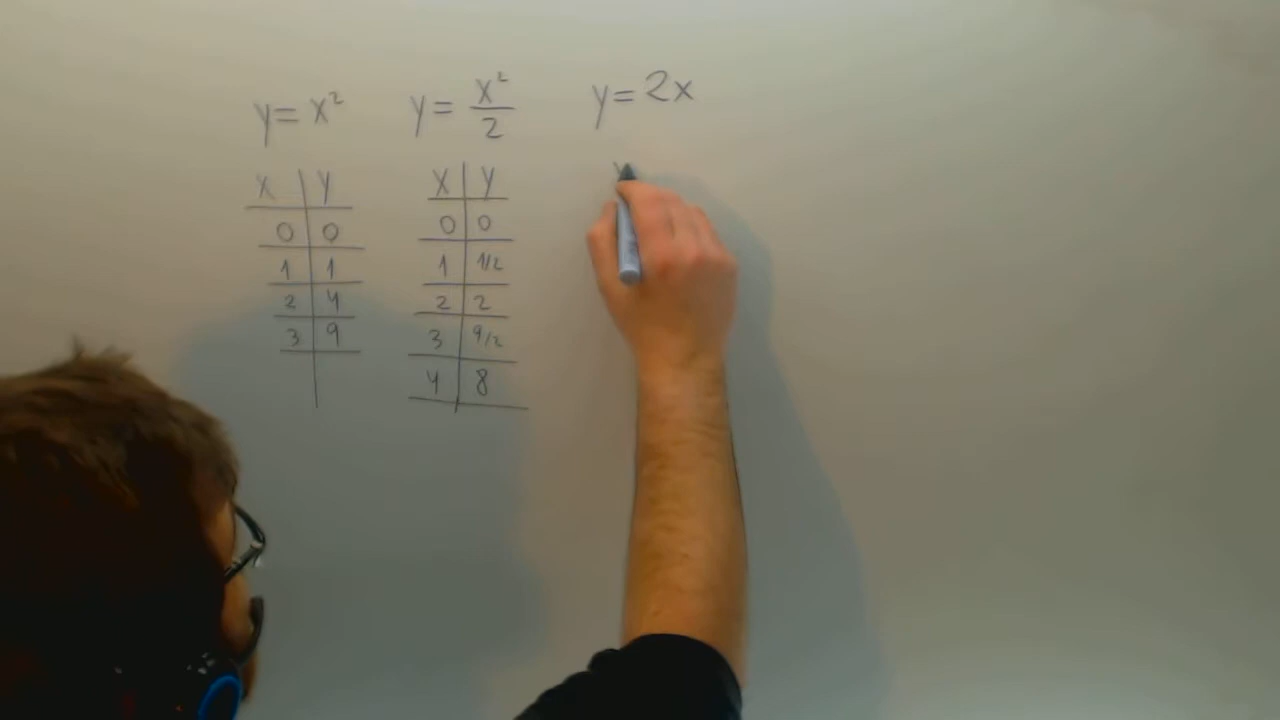 y = x² y = x²/2 y = 2x
x y x y x
0 0 0 0
1 1 1 1/2
2 4 2 2
3 9 3 9/2
4 8